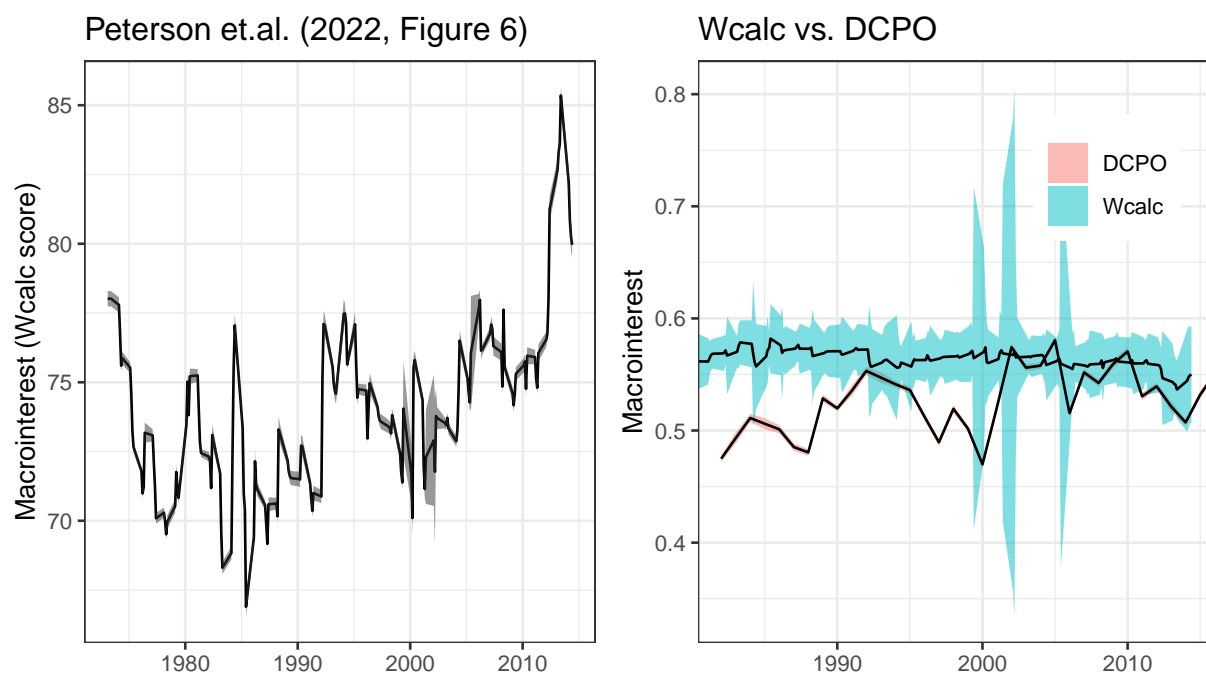 Peterson et.al. (2022, Figure 6)
Macrointerest (Wcalc score)
85
80
75
70
1980
1990
2000
2010
Wcalc vs. DCPO
Macrointerest
0.8
0.7
0.6
0.5
0.4
DCPO
Wcalc
1990
2000
2010